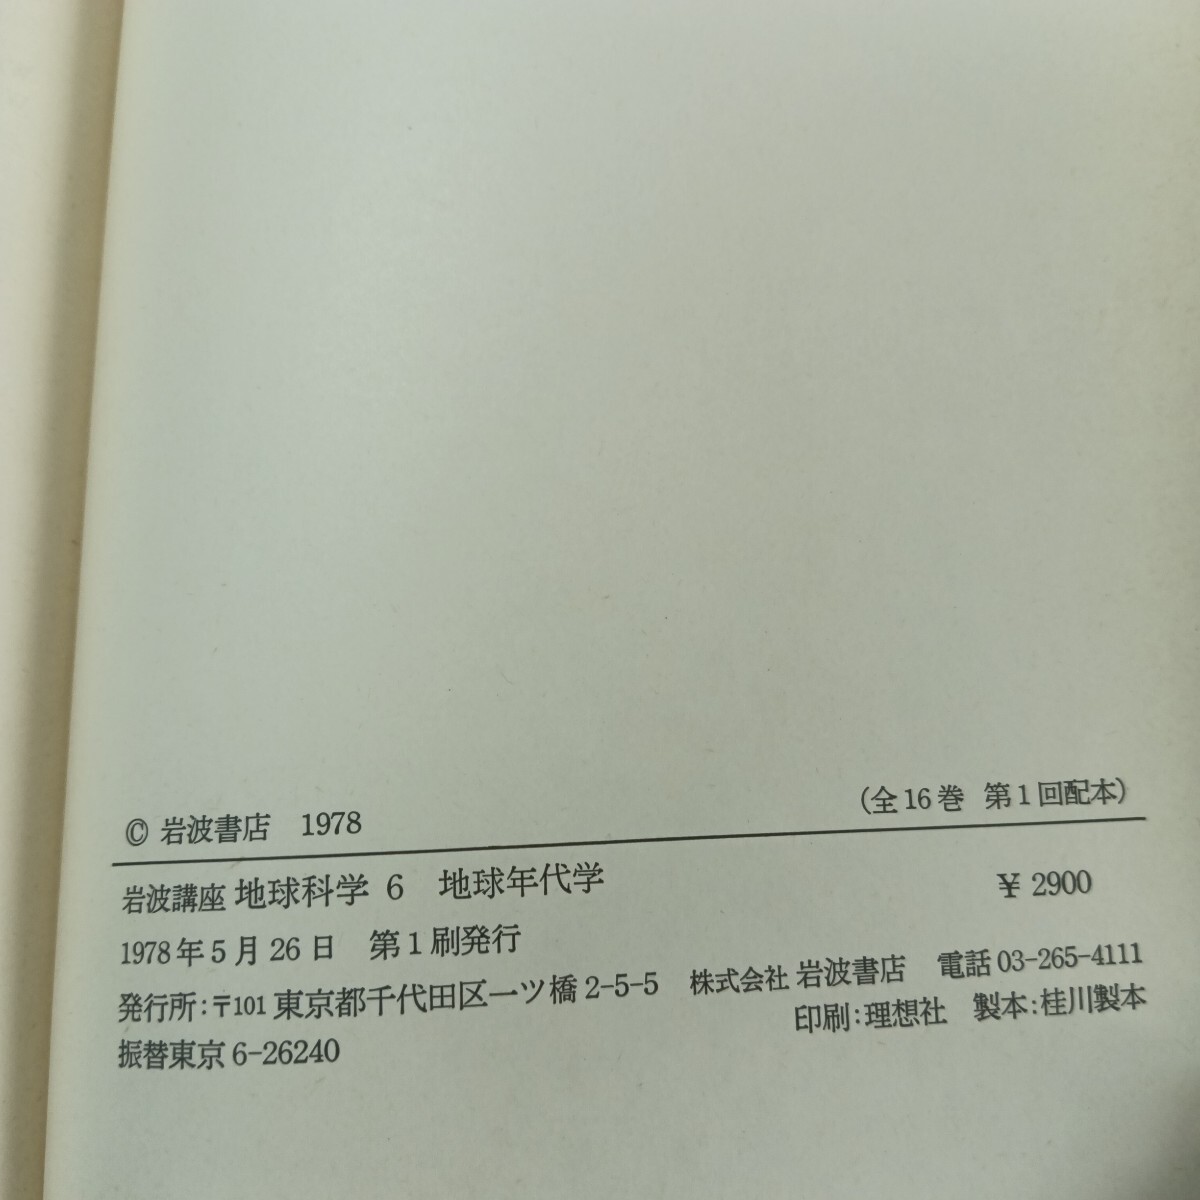 © 岩波書店 1978
(全16巻 第1回配本)
岩波講座 地球科学 6 地球年代学 ¥ 2900
1978年5月26日 第1刷発行
発行所：〒101 東京都千代田区一ツ橋2-5-5 株式会社 岩波書店 電話03-265-4111
振替東京6-26240 印刷：理想社 製本：桂川製本